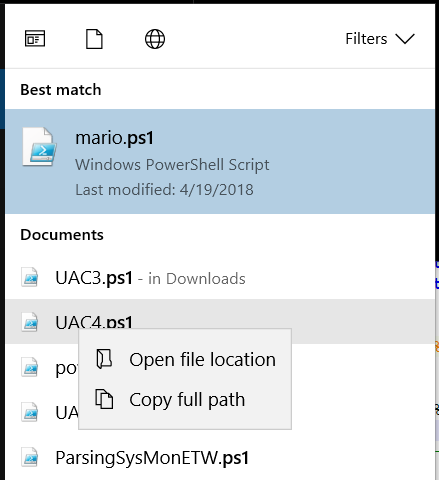 Filters
Best match
mario.ps1
Windows PowerShell Script
Last modified: 4/19/2018
Documents
UAC3.ps1 - in Downloads
UAC4.ps1
Open file location
Copy full path
ParsingSysMonETW.ps1